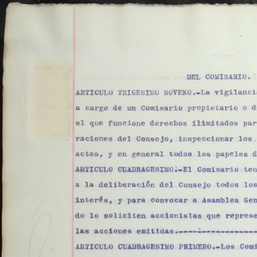 DEL COMISARIO.
ARTICULO TRIGESIMO NOVENO.-La vigilanci
a cargo de un Comisario propietario o d
el que funcione derechos ilimitados par
raciones del Consejo, inspeccionar los
actas, y en general todos los papeles d
ARTICULO CUADRAGESIMO.-El Comisario ten
a la deliberación del Consejo todos los
interés, y para convocar a Asamblea Gen
do lo soliciten accionistas que represe
las acciones emitidas.-----------------
ARTICULO CUADRAGESIMO PRIMERO.-Los Comi